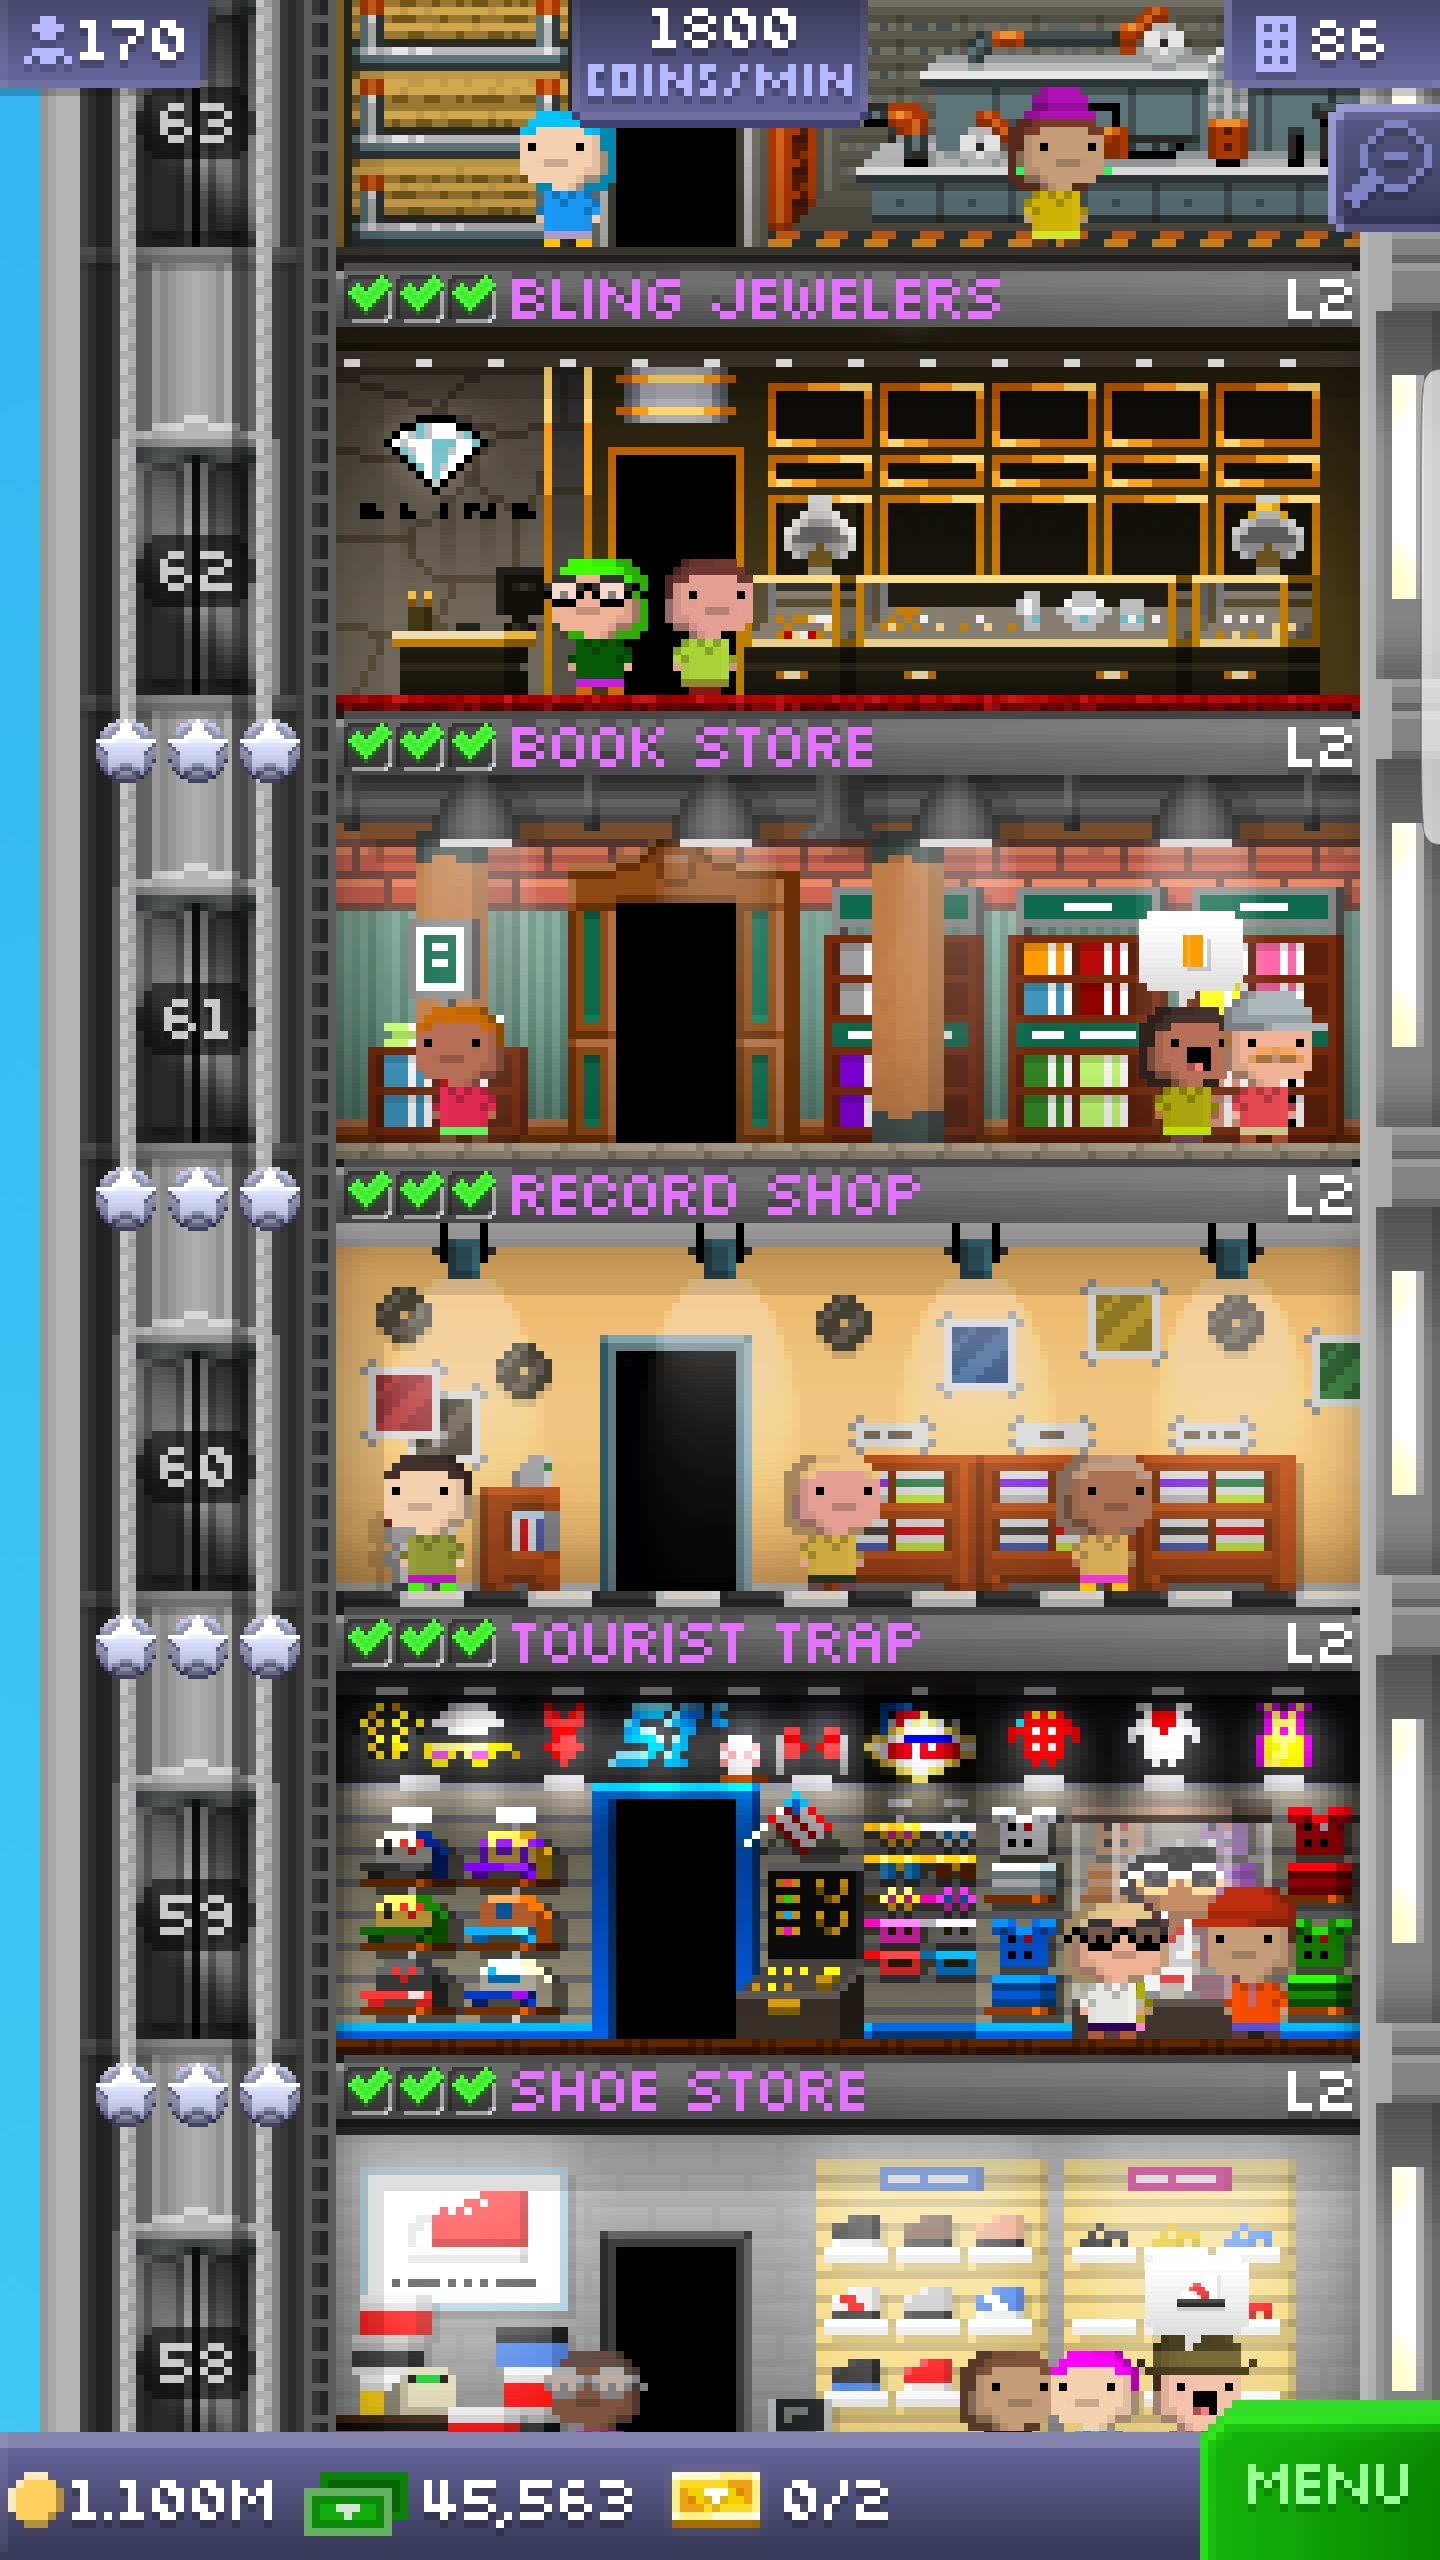 170
1800
COINS/MIN
86
63
BLING JEWELERS L2
BLING
62
BOOK STORE L2
61
RECORD SHOP L2
60
TOURIST TRAP L2
59
SHOE STORE L2
58
1.100M 45,563 0/2 MENU